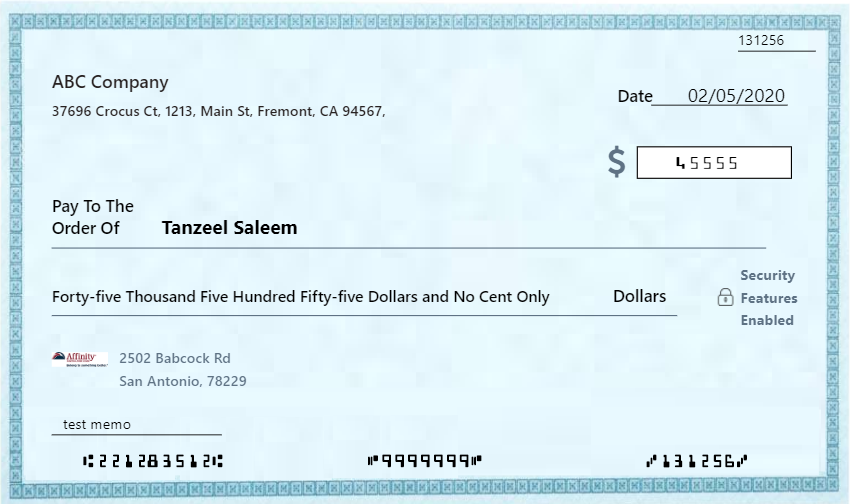 131256
ABC Company
37696 Crocus Ct, 1213, Main St, Fremont, CA 94567,
Date 02/05/2020
$ 45555
Pay To The
Order Of Tanzeel Saleem
Forty-five Thousand Five Hundred Fifty-five Dollars and No Cent Only Dollars
Security
Features
Enabled
Affinity
2502 Babcock Rd
San Antonio, 78229
test memo
⑆221283512⑆ ⑈9999999⑈ ⑇131256⑇